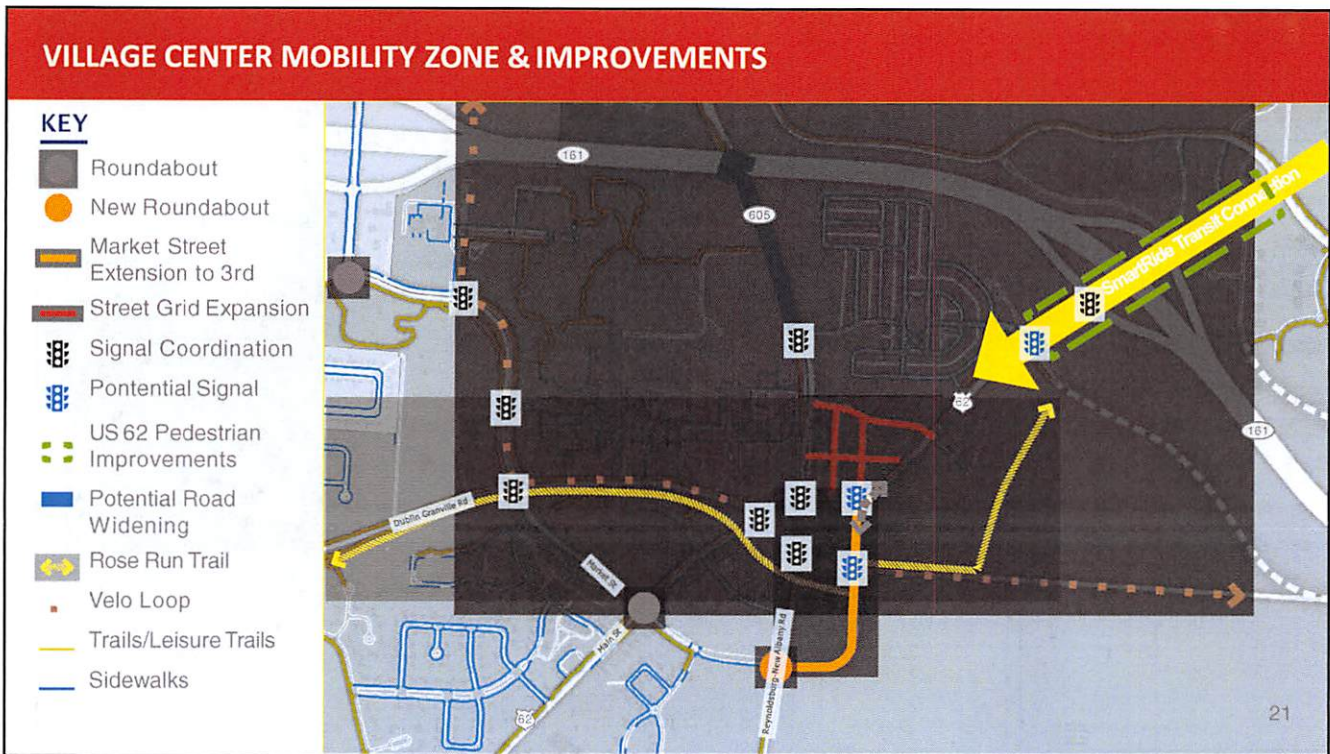 VILLAGE CENTER MOBILITY ZONE & IMPROVEMENTS
KEY
Roundabout
New Roundabout
Market Street
Extension to 3rd
Street Grid Expansion
Signal Coordination
Pontential Signal
US 62 Pedestrian
Improvements
Potential Road
Widening
Rose Run Trail
Velo Loop
Trails/Leisure Trails
Sidewalks
161
605
SmartRide Transit Connection
62
161
Dublin Granville Rd
Market St
Main St
Reynoldsburg-New Albany Rd
62
21